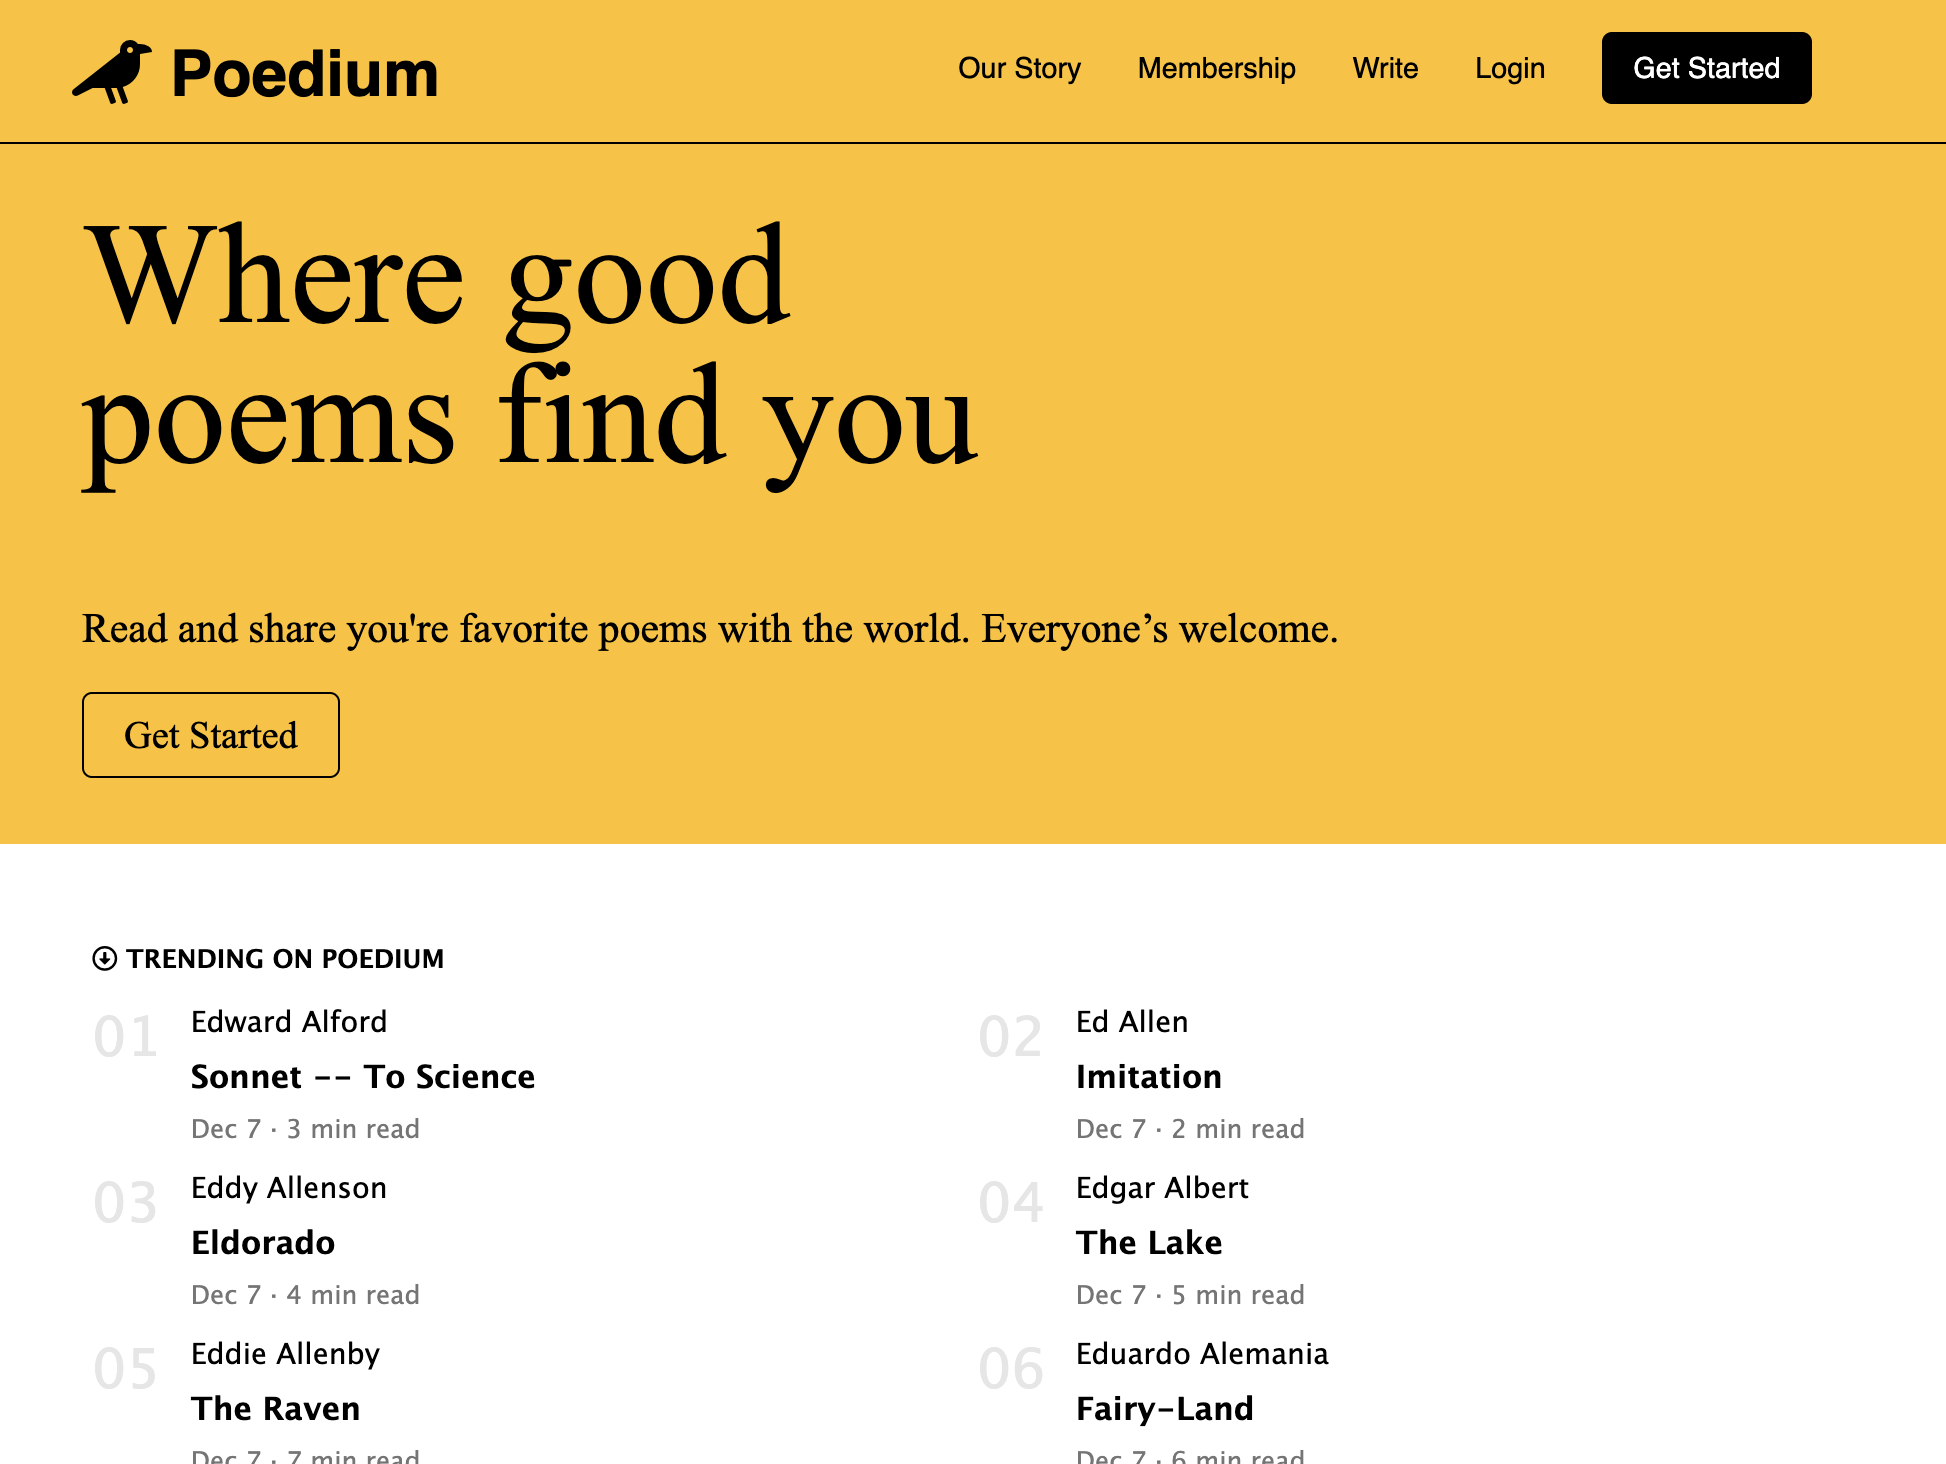 Poedium
Our Story
Membership
Write
Login
Get Started
Where good
poems find you
Read and share you're favorite poems with the world. Everyone’s welcome.
Get Started
TRENDING ON POEDIUM
01
Edward Alford
Sonnet -- To Science
Dec 7 · 3 min read
02
Ed Allen
Imitation
Dec 7 · 2 min read
03
Eddy Allenson
Eldorado
Dec 7 · 4 min read
04
Edgar Albert
The Lake
Dec 7 · 5 min read
05
Eddie Allenby
The Raven
Dec 7 · 7 min read
06
Eduardo Alemania
Fairy-Land
Dec 7 · 6 min read